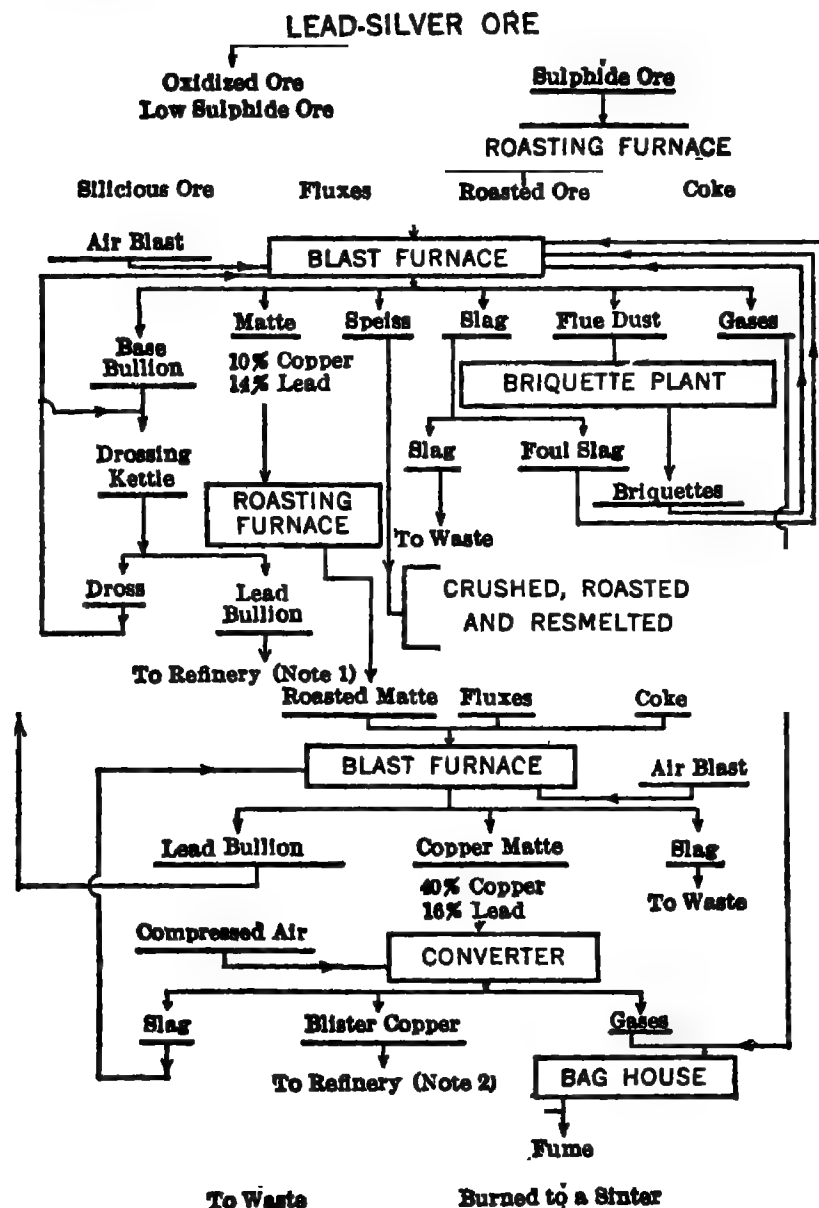 LEAD-SILVER ORE
Oxidized Ore
Low Sulphide Ore
Sulphide Ore
ROASTING FURNACE
Silicious Ore Fluxes Roasted Ore Coke
Air Blast
BLAST FURNACE
Base
Bullion
Matte Speiss Slag Flue Dust Gases
10% Copper
14% Lead
BRIQUETTE PLANT
Drossing
Kettle
Slag Foul Slag
Briquettes
ROASTING
FURNACE
To Waste
Dross
Lead
Bullion
CRUSHED, ROASTED
AND RESMELTED
To Refinery (Note 1)
Roasted Matte Fluxes Coke
BLAST FURNACE
Air Blast
Lead Bullion Copper Matte Slag
40% Copper
16% Lead
To Waste
Compressed Air
CONVERTER
Slag Blister Copper Gases
To Refinery (Note 2)
BAG HOUSE
Fume
To Waste Burned to a Sinter